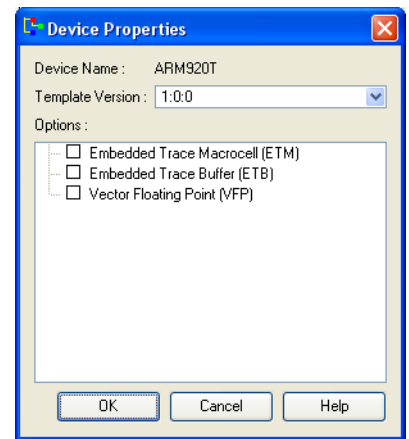 Device Properties
Device Name : ARM920T
Template Version : 1:0:0
Options :
Embedded Trace Macrocell (ETM)
Embedded Trace Buffer (ETB)
Vector Floating Point (VFP)
OK Cancel Help